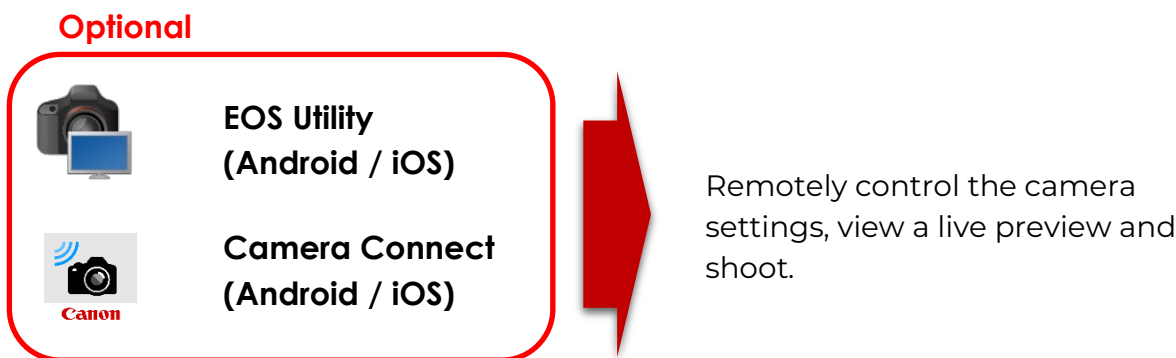 Optional
EOS Utility
(Android / iOS)
Camera Connect
(Android / iOS)
Canon
Remotely control the camera
settings, view a live preview and
shoot.